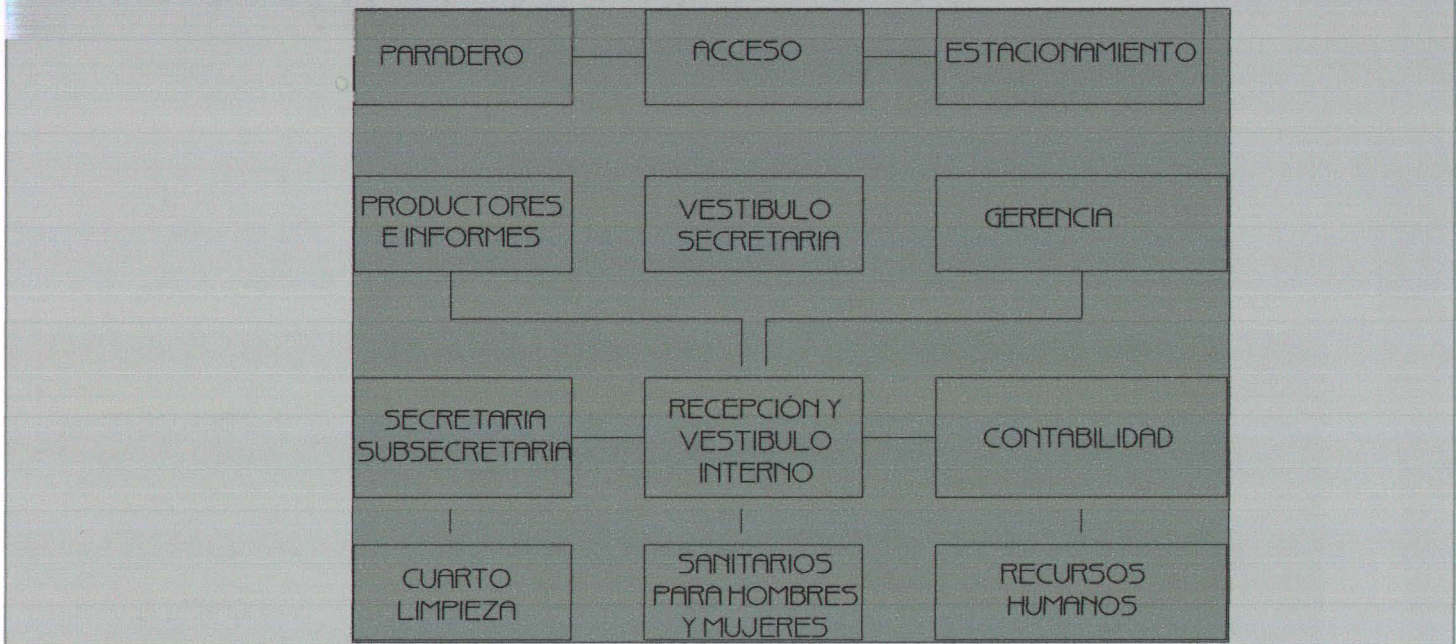 PARADERO
ACCESO
ESTACIONAMIENTO
PRODUCTORES
E INFORMES
VESTIBULO
SECRETARIA
GERENCIA
SECRETARIA
SUBSECRETARIA
RECEPCIÓN Y
VESTIBULO
INTERNO
CONTABILIDAD
CUARTO
LIMPIEZA
SANITARIOS
PARA HOMBRES
Y MUJERES
RECURSOS
HUMANOS